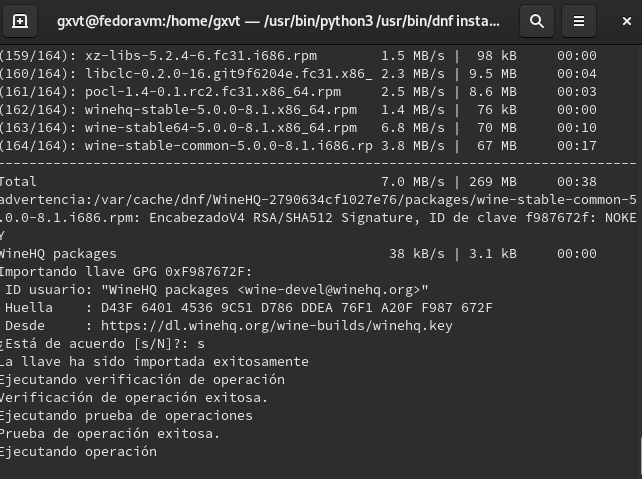 gxvt@fedoravm:/home/gxvt — /usr/bin/python3 /usr/bin/dnf insta...
(159/164): xz-libs-5.2.4-6.fc31.i686.rpm 1.5 MB/s | 98 kB 00:00
(160/164): libclc-0.2.0-16.git9f6204e.fc31.x86_ 2.3 MB/s | 9.5 MB 00:04
(161/164): pocl-1.4-0.1.rc2.fc31.x86_64.rpm 2.5 MB/s | 8.6 MB 00:03
(162/164): winehq-stable-5.0.0-8.1.x86_64.rpm 1.4 MB/s | 76 kB 00:00
(163/164): wine-stable64-5.0.0-8.1.x86_64.rpm 6.8 MB/s | 70 MB 00:10
(164/164): wine-stable-common-5.0.0-8.1.i686.rp 3.8 MB/s | 67 MB 00:17
--------------------------------------------------------------------------------
Total 7.0 MB/s | 269 MB 00:38
advertencia:/var/cache/dnf/WineHQ-2790634cf1027e76/packages/wine-stable-common-5
.0.0-8.1.i686.rpm: EncabezadoV4 RSA/SHA512 Signature, ID de clave f987672f: NOKE
Y
WineHQ packages 38 kB/s | 3.1 kB 00:00
Importando llave GPG 0xF987672F:
ID usuario: "WineHQ packages <wine-devel@winehq.org>"
Huella : D43F 6401 4536 9C51 D786 DDEA 76F1 A20F F987 672F
Desde : https://dl.winehq.org/wine-builds/winehq.key
¿Está de acuerdo [s/N]?: s
La llave ha sido importada exitosamente
Ejecutando verificación de operación
Verificación de operación exitosa.
Ejecutando prueba de operaciones
Prueba de operación exitosa.
Ejecutando operación